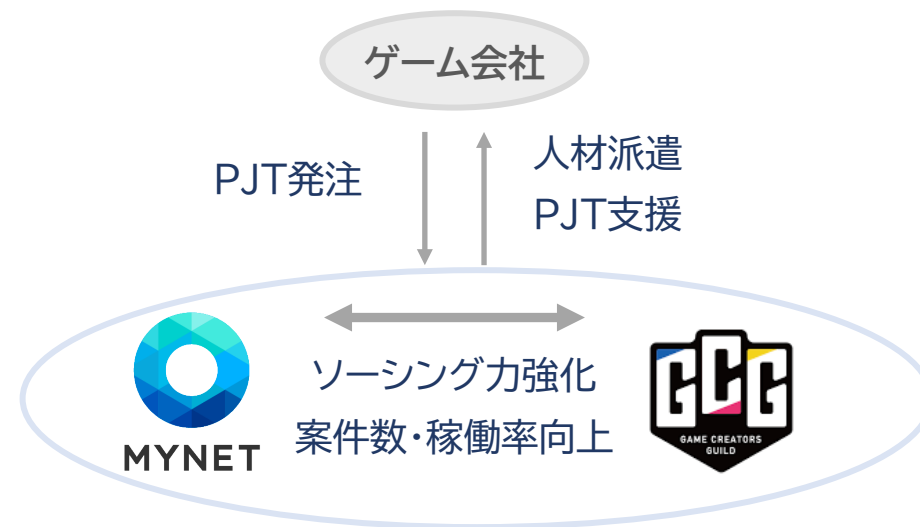 ゲーム会社
PJT発注
人材派遣
PJT支援
ソーシング力強化
案件数・稼働率向上
MYNET
GCG
GAME CREATORS
GUILD